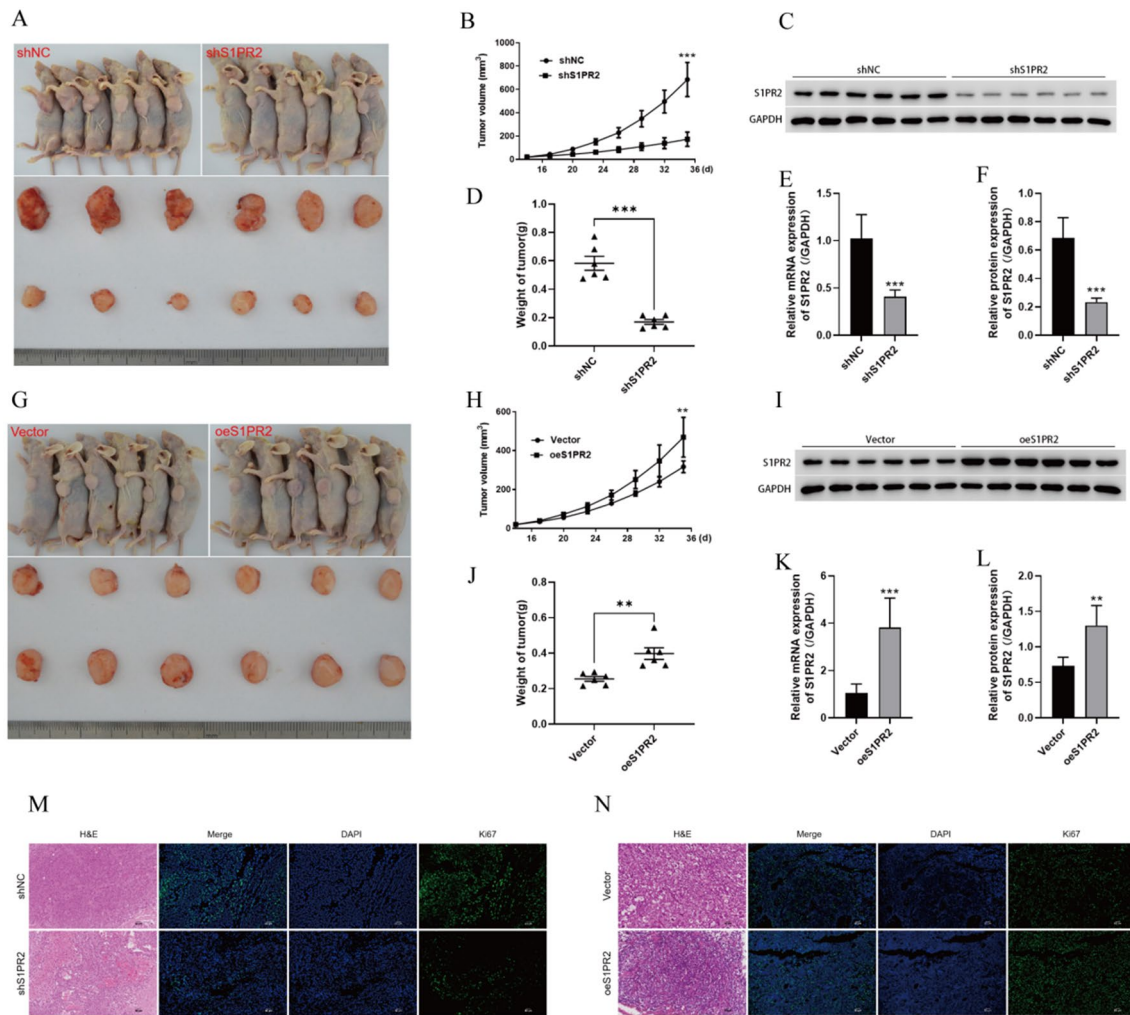 A
shNC
shS1PR2
B
Tumor volume (mm³)
1000
800
600
400
200
0
shNC
shS1PR2
***
16
20
24
28
32
36 (d)
C
shNC
shS1PR2
S1PR2
GAPDH
D
Weight of tumor(g)
1.0
0.8
0.6
0.4
0.2
0.0
***
shNC
shS1PR2
E
Relative mRNA expression
of S1PR2 (/GAPDH)
1.5
1.0
0.5
0.0
***
shNC
shS1PR2
F
Relative protein expression
of S1PR2 (/GAPDH)
1.0
0.8
0.6
0.4
0.2
0.0
***
shNC
shS1PR2
G
Vector
oeS1PR2
H
Tumor volume (mm³)
600
400
200
0
Vector
oeS1PR2
**
16
20
24
28
32
36 (d)
I
Vector
oeS1PR2
S1PR2
GAPDH
J
Weight of tumor(g)
0.8
0.6
0.4
0.2
0.0
**
Vector
oeS1PR2
K
Relative mRNA expression
of S1PR2 (/GAPDH)
6
4
2
0
***
Vector
oeS1PR2
L
Relative protein expression
of S1PR2 (/GAPDH)
2.0
1.5
1.0
0.5
0.0
**
Vector
oeS1PR2
M
H&E
Merge
DAPI
Ki67
shNC
shS1PR2
N
H&E
Merge
DAPI
Ki67
Vector
oeS1PR2